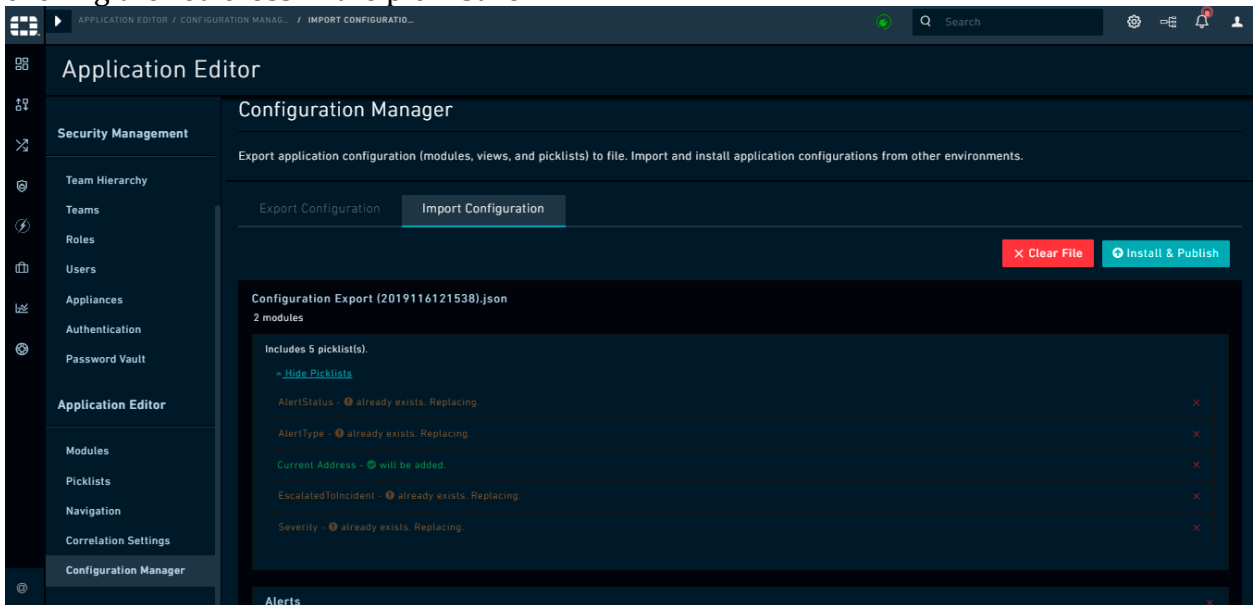 APPLICATION EDITOR / CONFIGURATION MANAG... / IMPORT CONFIGURATIO...
Search
Application Editor
Security Management
Team Hierarchy
Teams
Roles
Users
Appliances
Authentication
Password Vault
Application Editor
Modules
Picklists
Navigation
Correlation Settings
Configuration Manager
Configuration Manager
Export application configuration (modules, views, and picklists) to file. Import and install application configurations from other environments.
Export Configuration
Import Configuration
× Clear File
Install & Publish
Configuration Export (2019116121538).json
2 modules
Includes 5 picklist(s).
Hide Picklists
AlertStatus - already exists. Replacing.
AlertType - already exists. Replacing.
Current Address - will be added.
EscalatedToIncident - already exists. Replacing.
Severity - already exists. Replacing.
Alerts